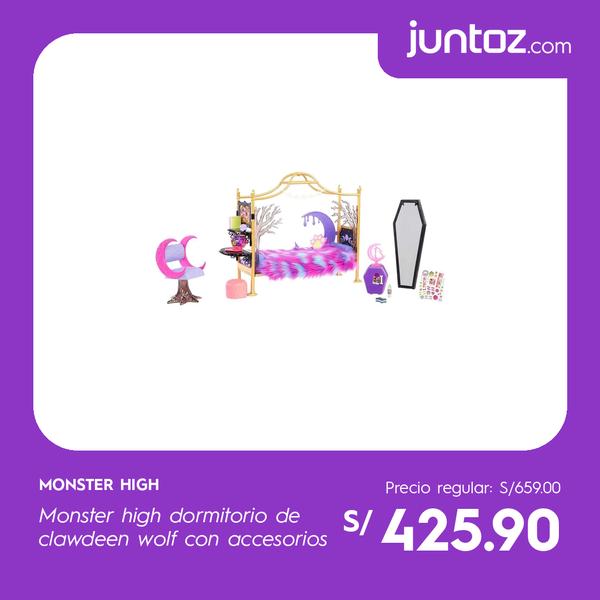 juntoz.com
MONSTER HIGH
Monster high dormitorio de
clawdeen wolf con accesorios
Precio regular: S/659.00
S/ 425.90